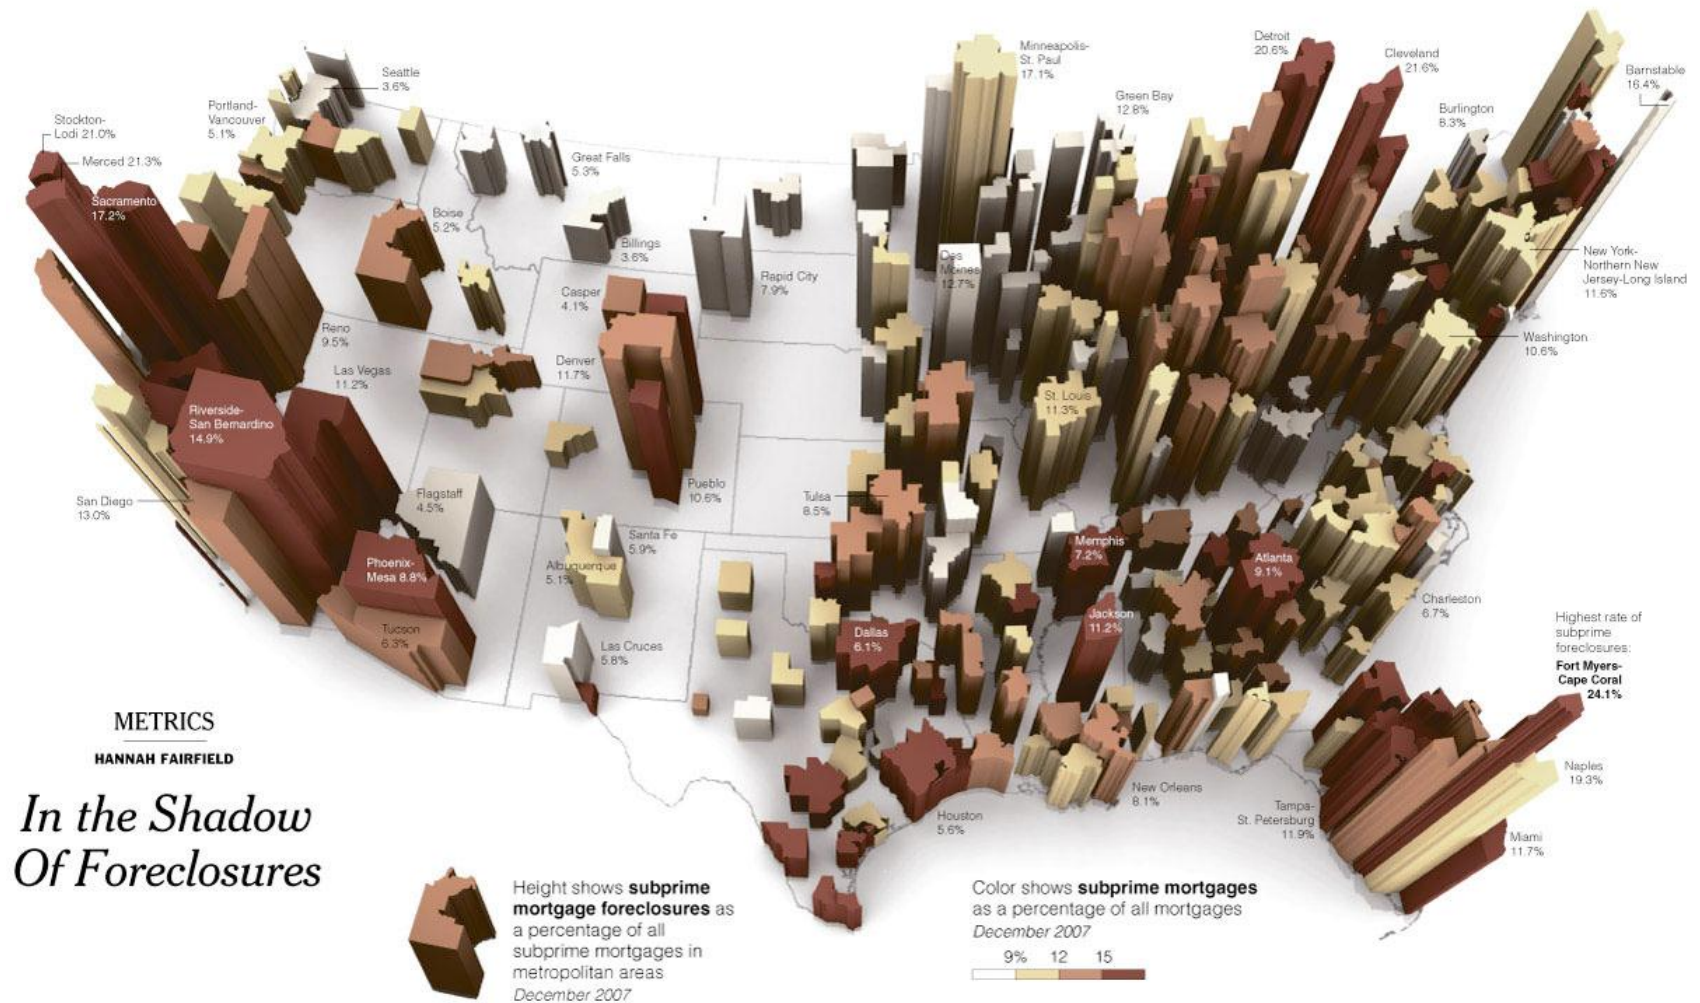 Seattle
3.6%
Portland-
Vancouver
5.1%
Stockton-
Lodi 21.0%
Merced 21.3%
Sacramento
17.2%
Great Falls
5.3%
Boise
5.2%
Billings
3.6%
Rapid City
7.9%
Casper
4.1%
Reno
9.5%
Las Vegas
11.2%
Denver
11.7%
Riverside-
San Bernardino
14.9%
Pueblo
10.6%
San Diego
13.0%
Flagstaff
4.5%
Santa Fe
5.9%
Albuquerque
5.1%
Phoenix-
Mesa 8.8%
Tucson
6.3%
Las Cruces
5.8%
Minneapolis-
St. Paul
17.1%
Green Bay
12.8%
Detroit
20.6%
Cleveland
21.6%
Burlington
8.3%
Barnstable
16.4%
New York-
Northern New
Jersey-Long Island
11.6%
Washington
10.6%
Des
Moines
12.7%
St. Louis
11.3%
Tulsa
8.5%
Memphis
7.2%
Atlanta
9.1%
Jackson
11.2%
Charleston
6.7%
Dallas
6.1%
Houston
5.6%
New Orleans
8.1%
Tampa-
St. Petersburg
11.9%
Highest rate of
subprime
foreclosures:
Fort Myers-
Cape Coral
24.1%
Naples
19.3%
Miami
11.7%
METRICS
HANNAH FAIRFIELD
In the Shadow
Of Foreclosures
Height shows subprime
mortgage foreclosures as
a percentage of all
subprime mortgages in
metropolitan areas
December 2007
Color shows subprime mortgages
as a percentage of all mortgages
December 2007
9% 12 15